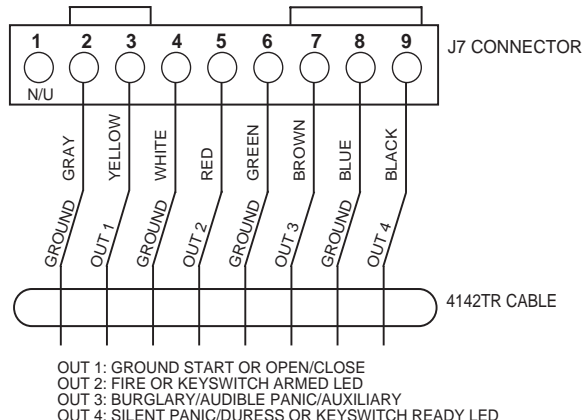 1 2 3 4 5 6 7 8 9
J7 CONNECTOR
N/U
GRAY
YELLOW
WHITE
RED
GREEN
BROWN
BLUE
BLACK
GROUND
OUT 1
GROUND
OUT 2
GROUND
OUT 3
GROUND
OUT 4
4142TR CABLE
OUT 1: GROUND START OR OPEN/CLOSE
OUT 2: FIRE OR KEYSWITCH ARMED LED
OUT 3: BURGLARY/AUDIBLE PANIC/AUXILIARY
OUT 4: SILENT PANIC/DURESS OR KEYSWITCH READY LED